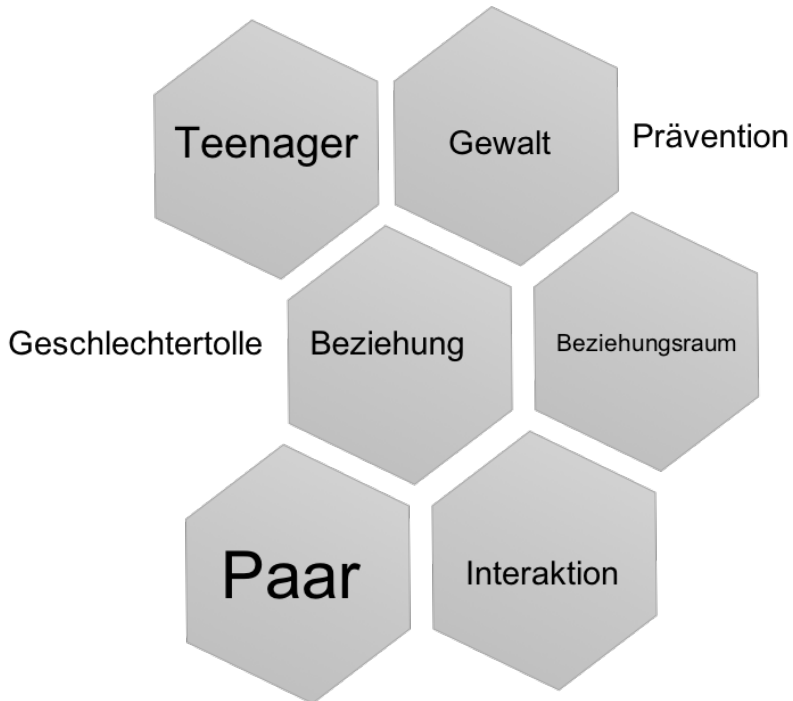 Teenager
Gewalt
Prävention
Geschlechtertolle
Beziehung
Beziehungsraum
Paar
Interaktion